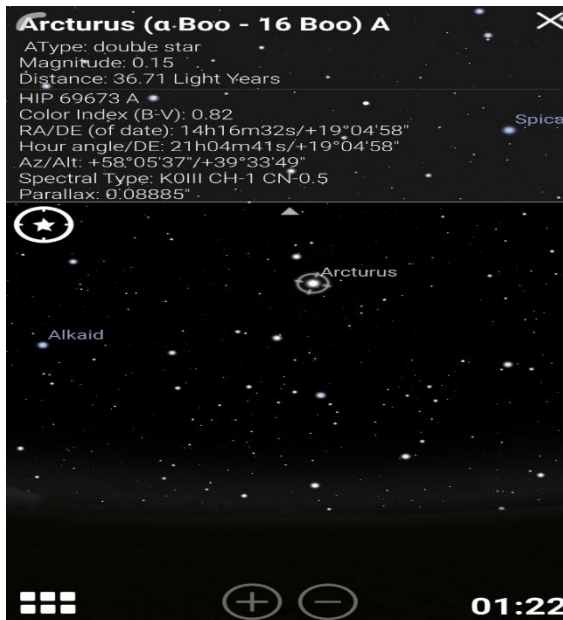 Arcturus (α Boo - 16 Boo) A
AType: double star
Magnitude: 0.15
Distance: 36.71 Light Years
HIP 69673 A
Color Index (B-V): 0.82
RA/DE (of date): 14h16m32s/+19°04'58"
Hour angle/DE: 21h04m41s/+19°04'58"
Az/Alt: +58°05'37"/+39°33'49"
Spectral Type: K0III CH-1 CN-0.5
Parallax: 0.08885"
Spica
Arcturus
Alkaid
01:22